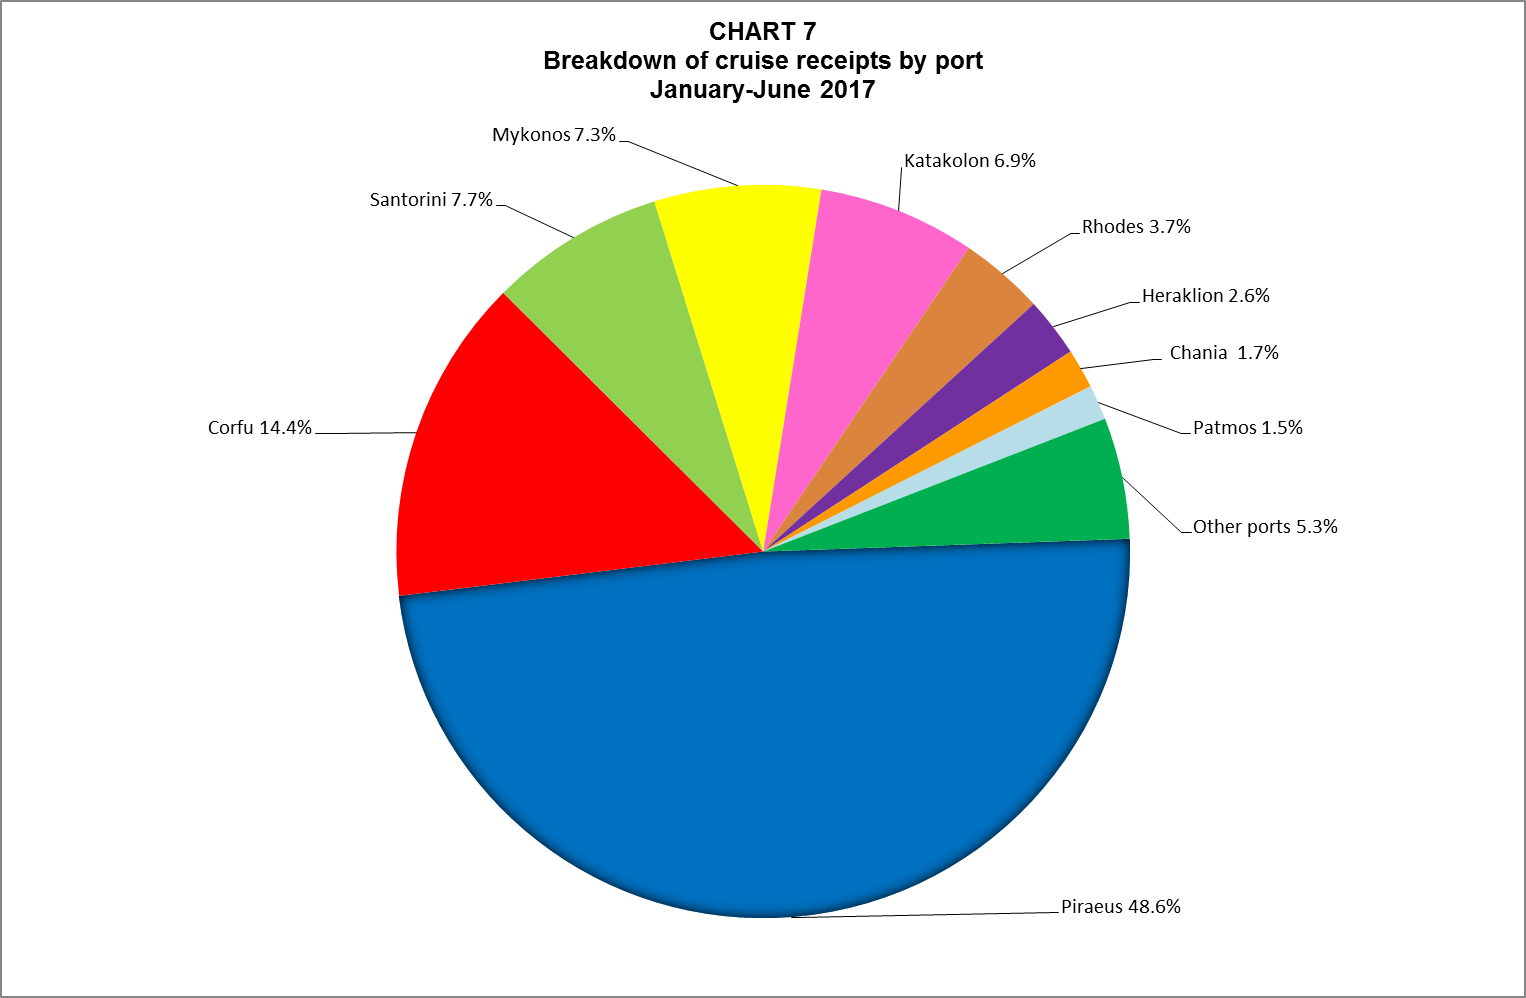 CHART 7
Breakdown of cruise receipts by port
January-June 2017
Mykonos 7.3%
Katakolon 6.9%
Santorini 7.7%
Rhodes 3.7%
Heraklion 2.6%
Chania  1.7%
Corfu 14.4%
Patmos 1.5%
Other ports 5.3%
Piraeus 48.6%